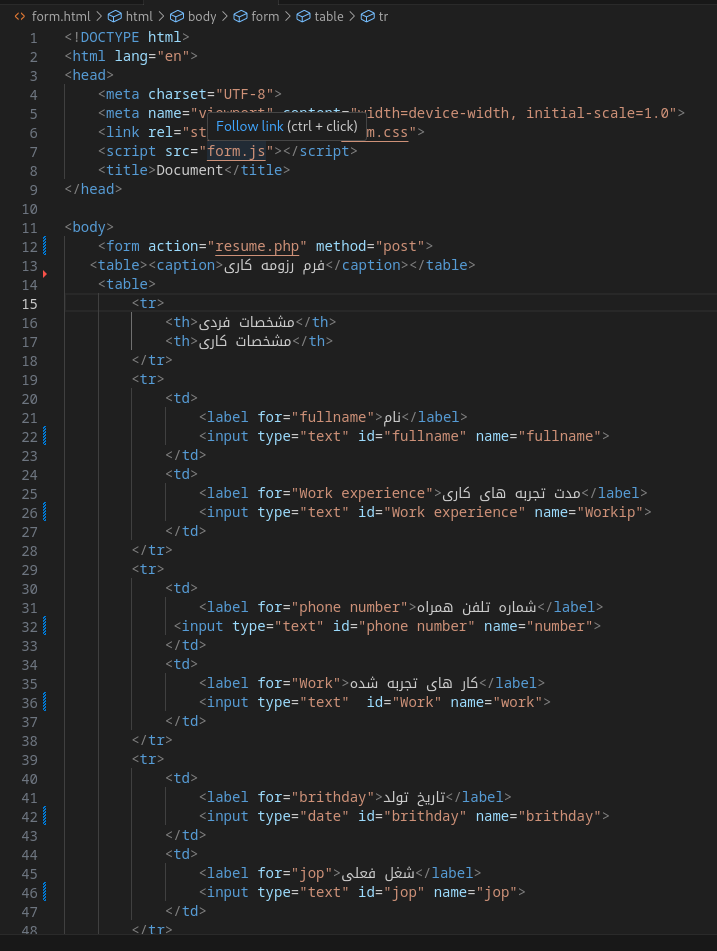 form.html > html > body > form > table > tr
1 <!DOCTYPE html>
2 <html lang="en">
3 <head>
4 <meta charset="UTF-8">
5 <meta name="viewport" content="width=device-width, initial-scale=1.0">
6 <link rel="st m.css">
Follow link (ctrl + click)
7 <script src="form.js"></script>
8 <title>Document</title>
9 </head>
10
11 <body>
12 <form action="resume.php" method="post">
13 <table><caption>فرم رزومه کاری</caption></table>
14 <table>
15 <tr>
16 <th>مشخصات فردی</th>
17 <th>مشخصات کاری</th>
18 </tr>
19 <tr>
20 <td>
21 <label for="fullname">نام</label>
22 <input type="text" id="fullname" name="fullname">
23 </td>
24 <td>
25 <label for="Work experience">مدت تجربه های کاری</label>
26 <input type="text" id="Work experience" name="Workip">
27 </td>
28 </tr>
29 <tr>
30 <td>
31 <label for="phone number">شماره تلفن همراه</label>
32 <input type="text" id="phone number" name="number">
33 </td>
34 <td>
35 <label for="Work">کار های تجربه شده</label>
36 <input type="text"  id="Work" name="work">
37 </td>
38 </tr>
39 <tr>
40 <td>
41 <label for="brithday">تاریخ تولد</label>
42 <input type="date" id="brithday" name="brithday">
43 </td>
44 <td>
45 <label for="jop">شغل فعلی</label>
46 <input type="text" id="jop" name="jop">
47 </td>
48 </tr>